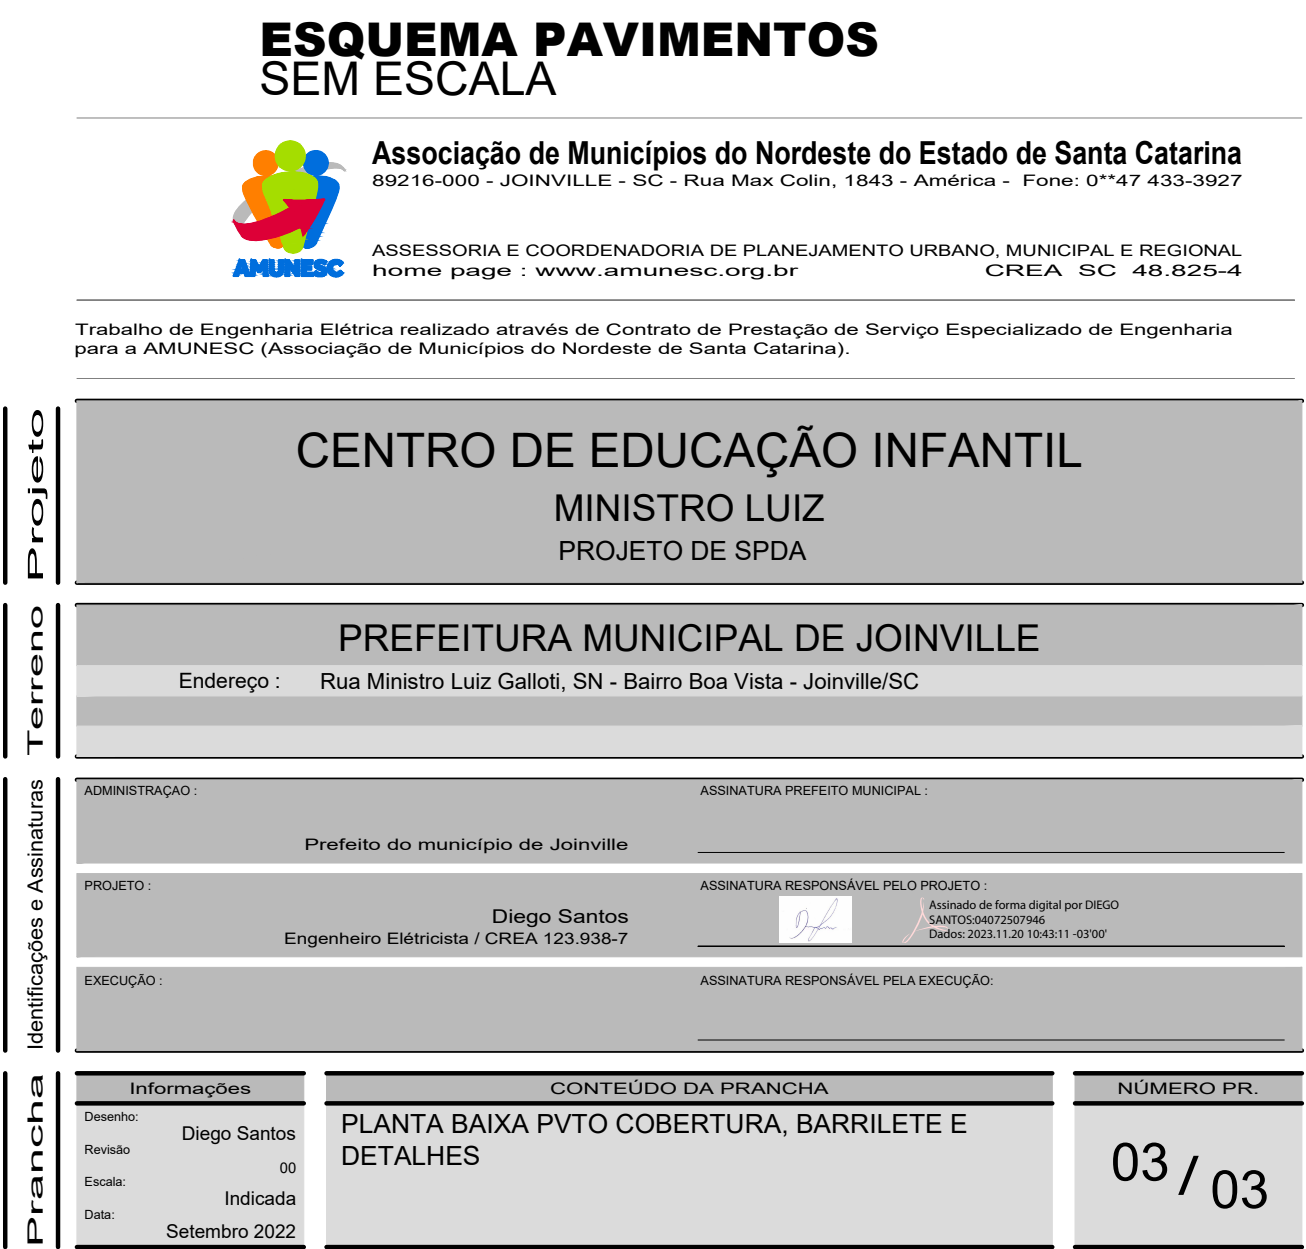 ESQUEMA PAVIMENTOS
SEM ESCALA
Associação de Municípios do Nordeste do Estado de Santa Catarina
89216-000 - JOINVILLE - SC - Rua Max Colin, 1843 - América - Fone: 0**47 433-3927
AMUNESC
ASSESSORIA E COORDENADORIA DE PLANEJAMENTO URBANO, MUNICIPAL E REGIONAL
home page : www.amunesc.org.br CREA SC 48.825-4
Trabalho de Engenharia Elétrica realizado através de Contrato de Prestação de Serviço Especializado de Engenharia
para a AMUNESC (Associação de Municípios do Nordeste de Santa Catarina).
Projeto
CENTRO DE EDUCAÇÃO INFANTIL
MINISTRO LUIZ
PROJETO DE SPDA
Terreno
PREFEITURA MUNICIPAL DE JOINVILLE
Endereço : Rua Ministro Luiz Galloti, SN - Bairro Boa Vista - Joinville/SC
Identificações e Assinaturas
ADMINISTRAÇAO :
Prefeito do município de Joinville
ASSINATURA PREFEITO MUNICIPAL :
PROJETO :
Diego Santos
Engenheiro Elétricista / CREA 123.938-7
ASSINATURA RESPONSÁVEL PELO PROJETO :
Assinado de forma digital por DIEGO
SANTOS:04072507946
Dados: 2023.11.20 10:43:11 -03'00'
EXECUÇÃO :
ASSINATURA RESPONSÁVEL PELA EXECUÇÃO:
Prancha
Informações
Desenho:
Diego Santos
Revisão
00
Escala:
Indicada
Data:
Setembro 2022
CONTEÚDO DA PRANCHA
PLANTA BAIXA PVTO COBERTURA, BARRILETE E
DETALHES
NÚMERO PR.
03 / 03